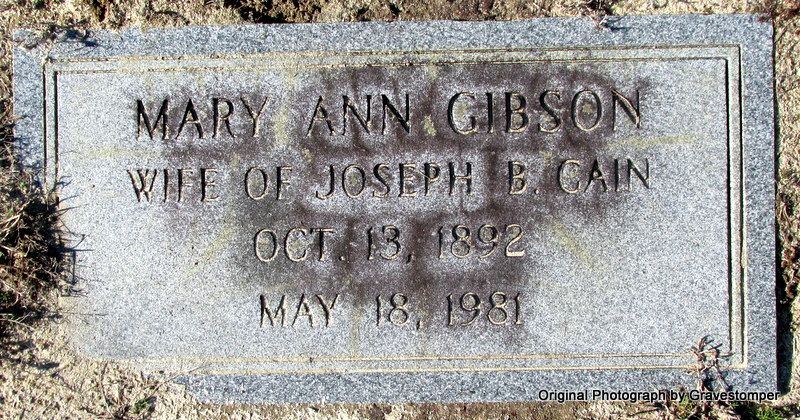 MARY ANN GIBSON
WIFE OF JOSEPH B. CAIN
OCT. 13, 1892
MAY 18, 1981
Original Photograph by Gravestomper